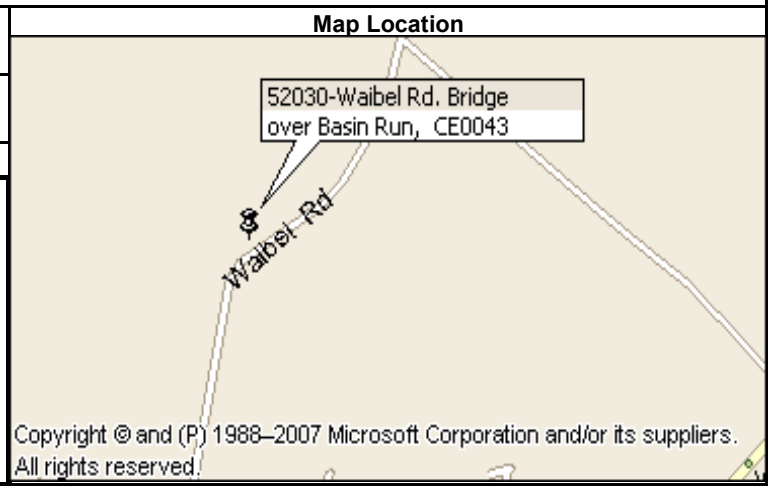 Map Location
52030-Waibel Rd. Bridge
over Basin Run, CE0043
Waibel Rd
Copyright © and (P) 1988–2007 Microsoft Corporation and/or its suppliers.
All rights reserved.